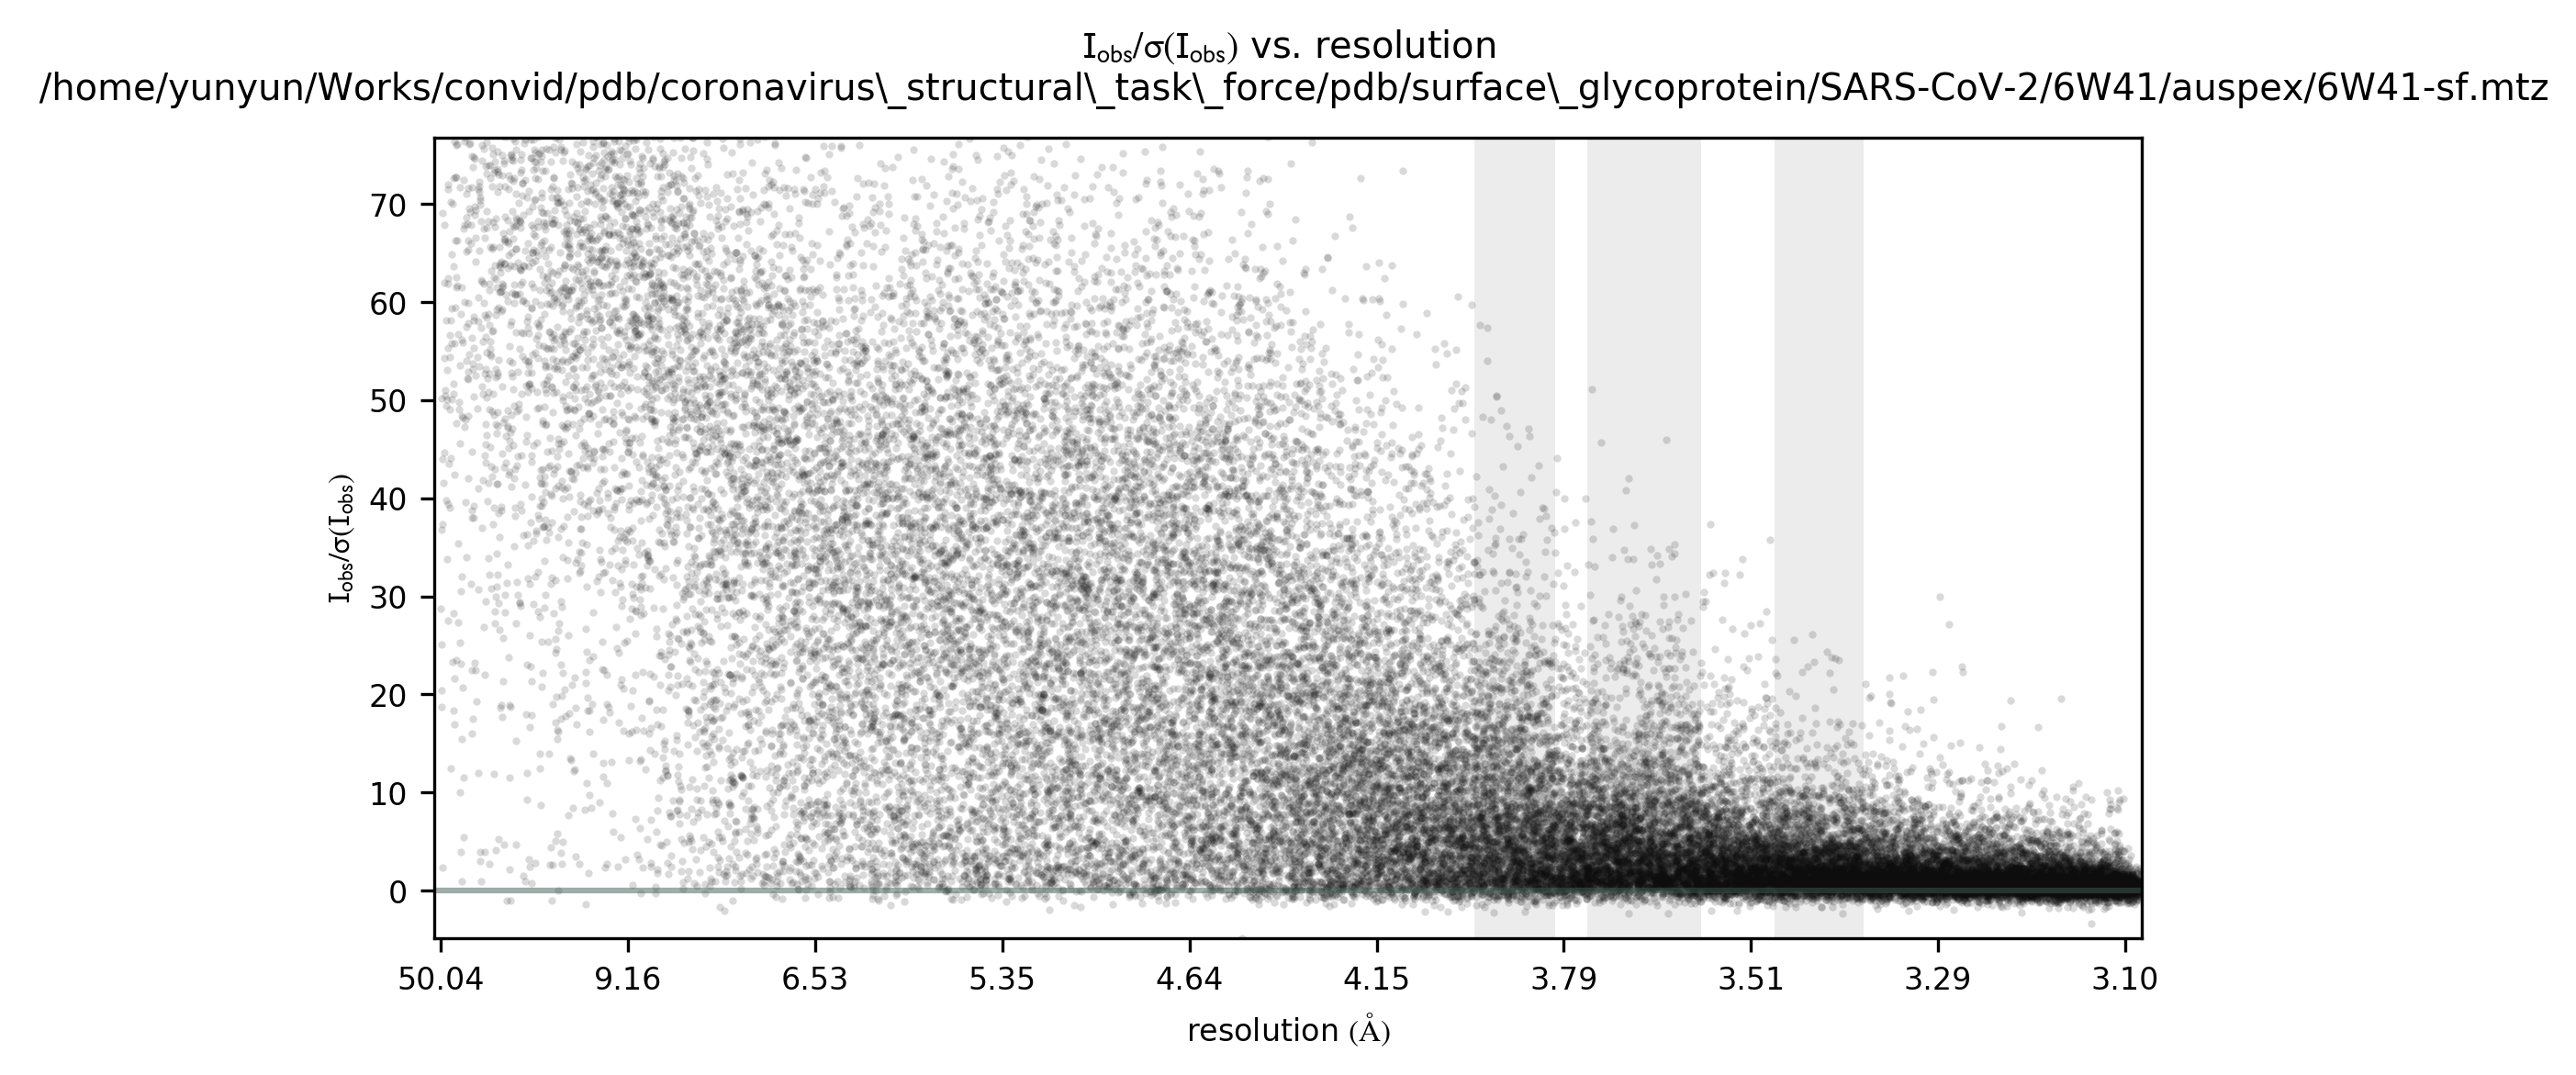 Iobs/σ(Iobs) vs. resolution
/home/yunyun/Works/convid/pdb/coronavirus\_structural\_task\_force/pdb/surface\_glycoprotein/SARS-CoV-2/6W41/auspex/6W41-sf.mtz
Iobs/σ(Iobs)
70
60
50
40
30
20
10
0
50.04 9.16 6.53 5.35 4.64 4.15 3.79 3.51 3.29 3.10
resolution (Å)